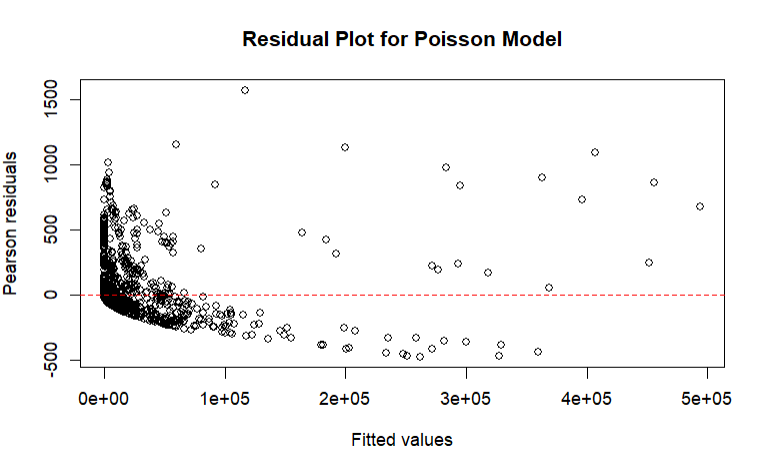 Residual Plot for Poisson Model
Pearson residuals
1500
1000
500
0
-500
0e+00 1e+05 2e+05 3e+05 4e+05 5e+05
Fitted values